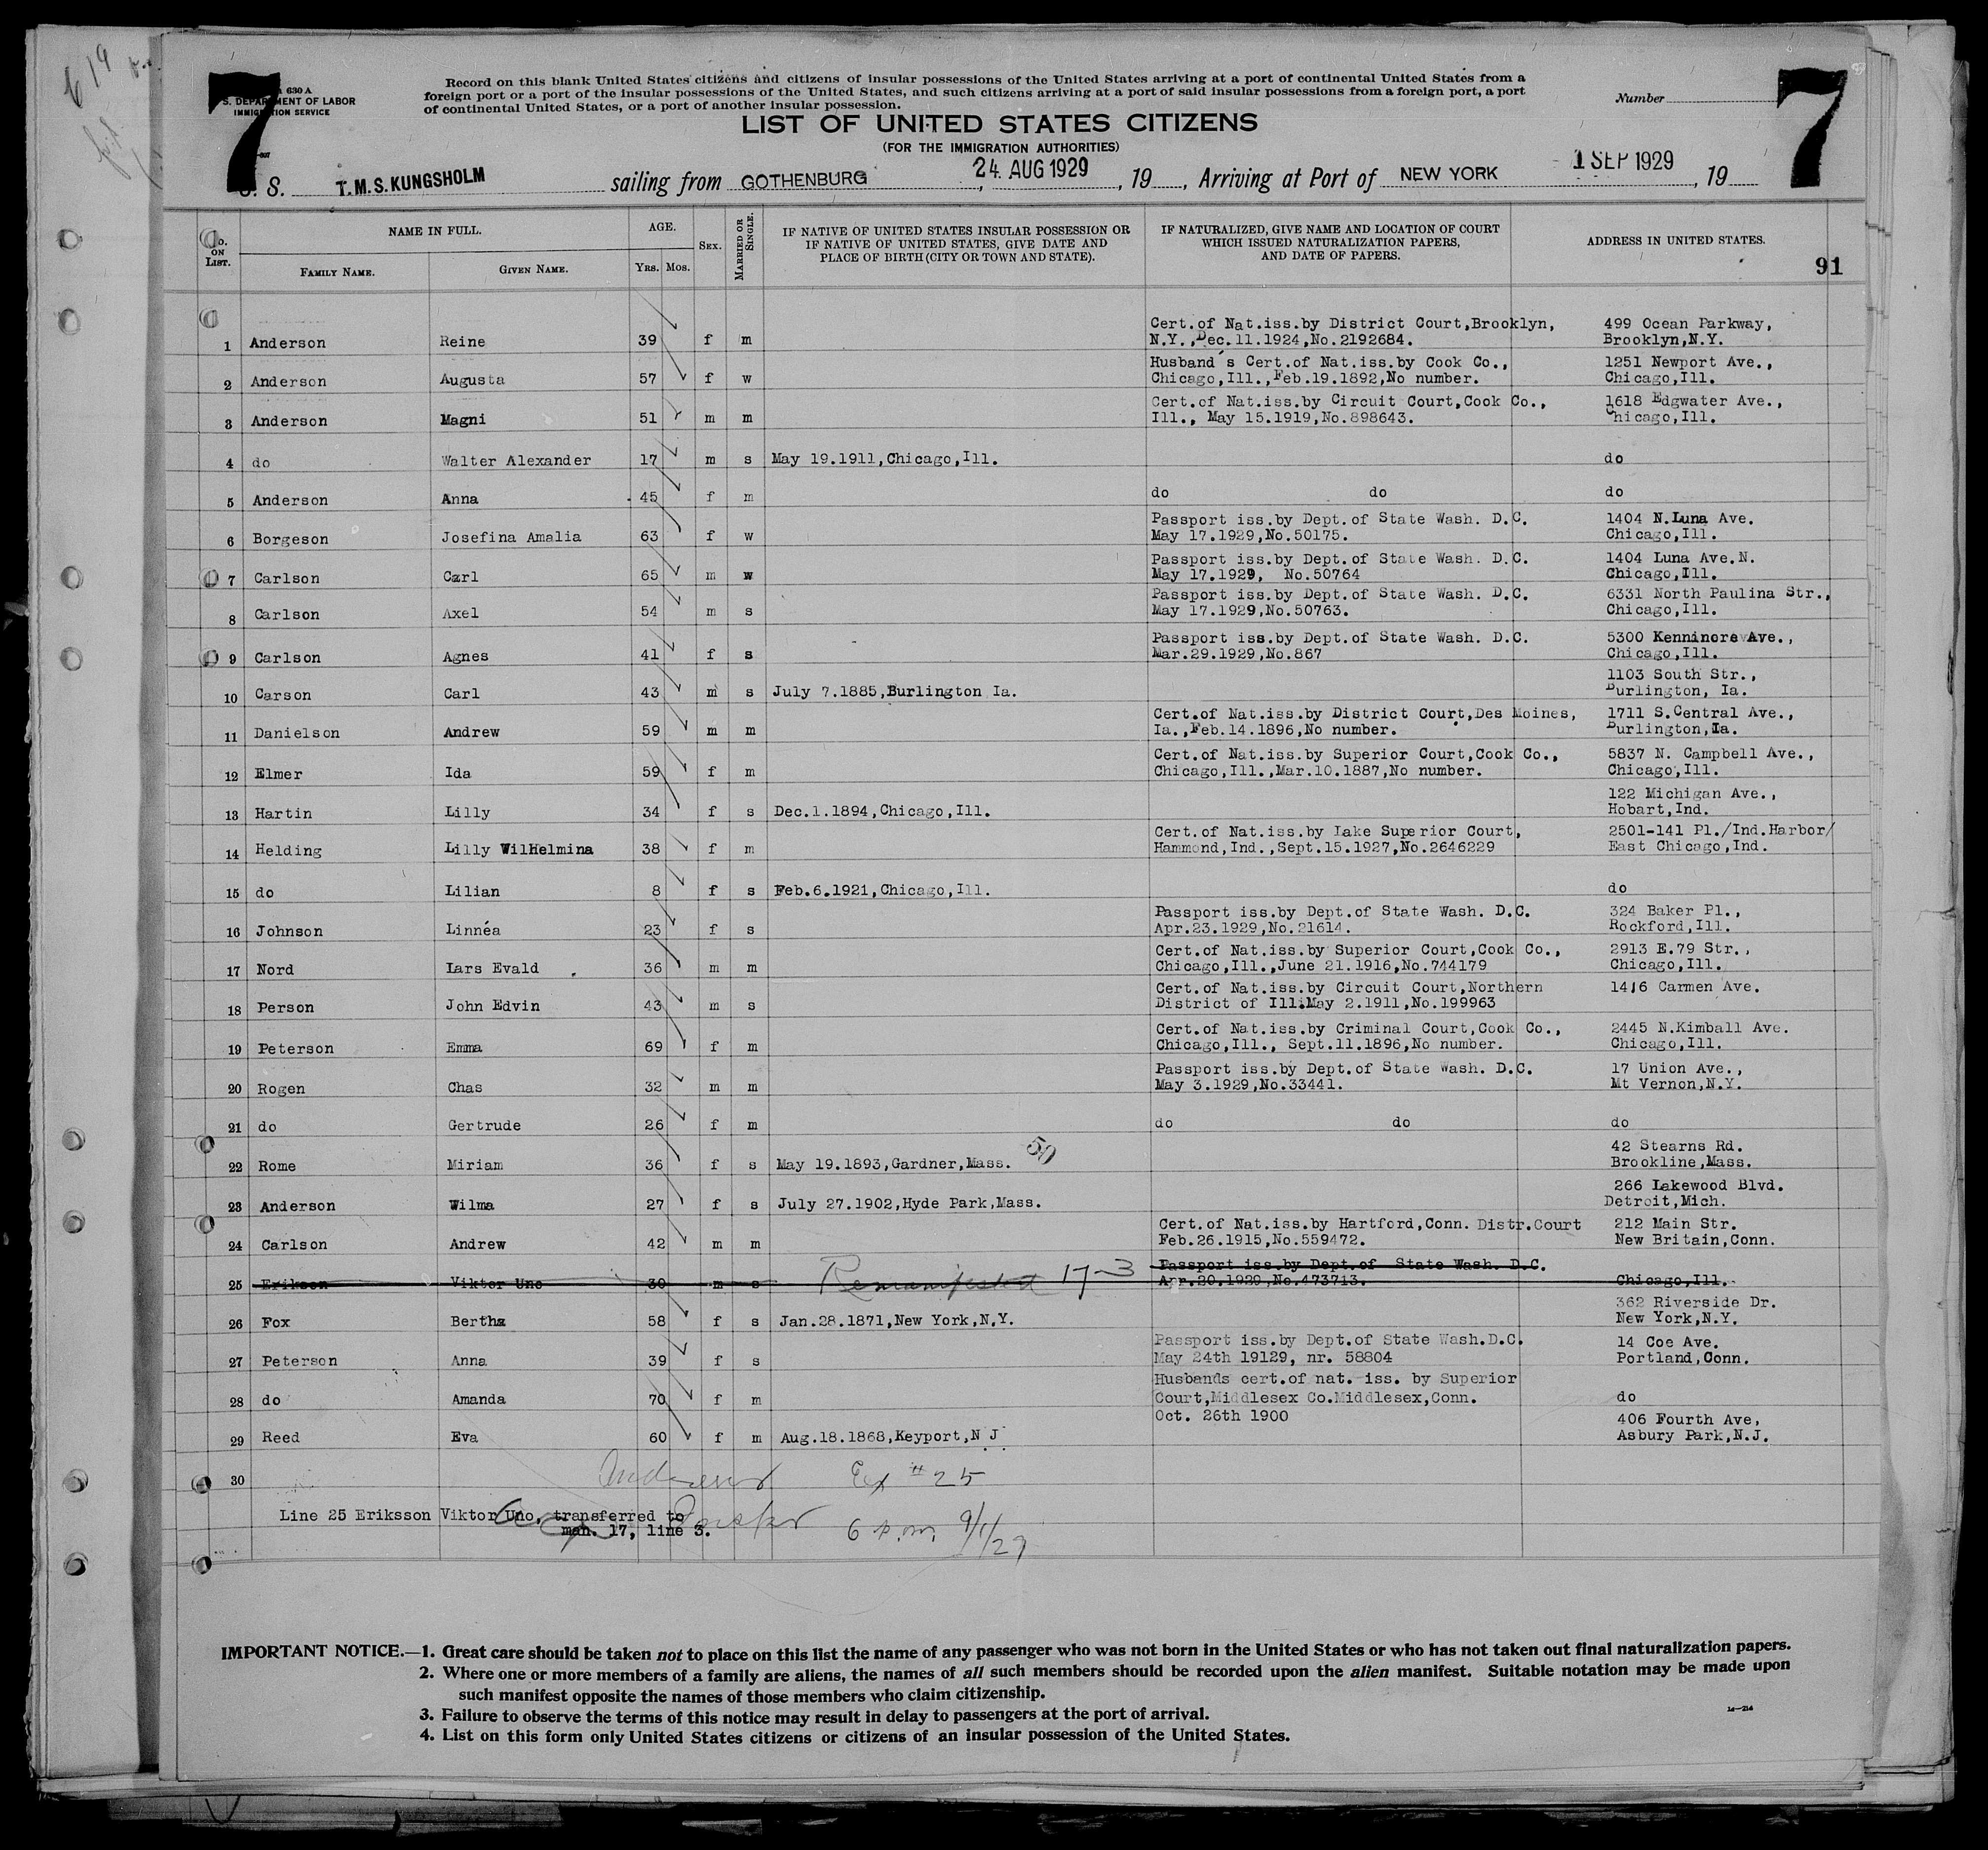 7
630 A
S. DEPARTMENT OF LABOR
IMMIGRATION SERVICE
Record on this blank United States citizens and citizens of insular possessions of the United States arriving at a port of continental United States from a
foreign port or a port of the insular possessions of the United States, and such citizens arriving at a port of said insular possessions from a foreign port, a port
of continental United States, or a port of another insular possession.
Number
7
LIST OF UNITED STATES CITIZENS
(FOR THE IMMIGRATION AUTHORITIES)
S. S. T.M.S. KUNGSHOLM sailing from GOTHENBURG, 24. AUG 1929, 19, Arriving at Port of NEW YORK 1 SEP 1929, 19
No. ON LIST.
NAME IN FULL.
FAMILY NAME.
GIVEN NAME.
AGE.
YRS. MOS.
SEX.
MARRIED OR SINGLE.
IF NATIVE OF UNITED STATES INSULAR POSSESSION OR
IF NATIVE OF UNITED STATES, GIVE DATE AND
PLACE OF BIRTH (CITY OR TOWN AND STATE).
IF NATURALIZED, GIVE NAME AND LOCATION OF COURT
WHICH ISSUED NATURALIZATION PAPERS,
AND DATE OF PAPERS.
ADDRESS IN UNITED STATES.
91
Cert.of Nat.iss.by District Court,Brooklyn, 499 Ocean Parkway,
1 Anderson Reine 39 f m N.Y.,Dec.11.1924,No.2192684. Brooklyn,N.Y.
Husband's Cert.of Nat.iss.by Cook Co., 1251 Newport Ave.,
2 Anderson Augusta 57 f w Chicago,Ill.,Feb.19.1892,No number. Chicago,Ill.
Cert.of Nat.iss.by Circuit Court,Cook Co., 1618 Edgwater Ave.,
3 Anderson Magni 51 m m Ill., May 15.1919,No.898643. Chicago,Ill.
4 do Walter Alexander 17 m s May 19.1911,Chicago,Ill. do
5 Anderson Anna 45 f m do do do
Passport iss.by Dept.of State Wash. D.C. 1404 N.Luna Ave.
6 Borgeson Josefina Amalia 63 f w May 17.1929,No.50175. Chicago,Ill.
Passport iss.by Dept.of State Wash. D.C. 1404 Luna Ave.N.
7 Carlson Carl 65 m w May 17.1929, No.50764 Chicago,Ill.
Passport iss.by Dept.of State Wash. D.C. 6331 North Paulina Str.,
8 Carlson Axel 54 m s May 17.1929,No.50763. Chicago,Ill.
Passport iss.by Dept.of State Wash. D.C. 5300 Kenninore Ave.,
9 Carlson Agnes 41 f s Mar.29.1929,No.867 Chicago,Ill.
1103 South Str.,
10 Carson Carl 43 m s July 7.1885,Burlington Ia. Burlington, Ia.
Cert.of Nat.iss.by District Court,Des Moines, 1711 S.Central Ave.,
11 Danielson Andrew 59 m m Ia.,Feb.14.1896,No number. Burlington,Ia.
Cert.of Nat.iss.by Superior Court,Cook Co., 5837 N. Campbell Ave.,
12 Elmer Ida 59 f m Chicago,Ill.,Mar.10.1887,No number. Chicago,Ill.
122 Michigan Ave.,
13 Hartin Lilly 34 f s Dec.1.1894,Chicago,Ill. Hobart,Ind.
Cert.of Nat.iss.by Lake Superior Court, 2501-141 Pl./Ind.Harbor/
14 Helding Lilly Wilhelmina 38 f m Hammond,Ind.,Sept.15.1927,No.2646229 East Chicago,Ind.
15 do Lilian 8 f s Feb.6.1921,Chicago,Ill. do
Passport iss.by Dept.of State Wash. D.C. 324 Baker Pl.,
16 Johnson Linnéa 23 f s Apr.23.1929,No.21614. Rockford,Ill.
Cert.of Nat.iss.by Superior Court,Cook Co., 2913 E.79 Str.,
17 Nord Lars Evald 36 m m Chicago,Ill.,June 21.1916,No.744179 Chicago,Ill.
Cert.of Nat.iss.by Circuit Court,Northern 1416 Carmen Ave.
18 Person John Edvin 43 m s District of Ill.May 2.1911,No.199963
Cert.of Nat.iss.by Criminal Court,Cook Co., 2445 N.Kimball Ave.
19 Peterson Emma 69 f m Chicago,Ill., Sept.11.1896,No number. Chicago,Ill.
Passport iss.by Dept.of State Wash. D.C. 17 Union Ave.,
20 Rogen Chas 32 m m May 3.1929,No.33441. Mt Vernon,N.Y.
21 do Gertrude 26 f m do do do
50 42 Stearns Rd.
22 Rome Miriam 36 f s May 19.1893,Gardner,Mass. Brookline,Mass.
266 Lakewood Blvd.
23 Anderson Wilma 27 f s July 27.1902,Hyde Park,Mass. Detroit,Mich.
Cert.of Nat.iss.by Hartford,Conn. Distr.Court 212 Main Str.
24 Carlson Andrew 42 m m Feb.26.1915,No.559472. New Britain,Conn.
Remanifested 17-3 Passport iss.by Dept.of State Wash. D.C.
25 Erikson Viktor Uno 30 m s Apr.20.1929,No.473713. Chicago,Ill.
362 Riverside Dr.
26 Fox Bertha 58 f s Jan.28.1871,New York,N.Y. New York,N.Y.
Passport iss.by Dept.of State Wash.D.C. 14 Coe Ave.
27 Peterson Anna 39 f s May 24th 19129, nr. 58804 Portland,Conn.
Husbands cert.of nat. iss. by Superior
28 do Amanda 70 f m Court,Middlesex Co.Middlesex,Conn. do
Oct. 26th 1900 406 Fourth Ave,
29 Reed Eva 60 f m Aug.18.1868,Keyport,N.J. Asbury Park,N.J.
30 Ex # 25
Line 25 Eriksson Viktor Uno, transferred to
man. 17, line 3. 6 p.m. 9/1/29
IMPORTANT NOTICE.—1. Great care should be taken not to place on this list the name of any passenger who was not born in the United States or who has not taken out final naturalization papers.
2. Where one or more members of a family are aliens, the names of all such members should be recorded upon the alien manifest. Suitable notation may be made upon
such manifest opposite the names of those members who claim citizenship.
3. Failure to observe the terms of this notice may result in delay to passengers at the port of arrival.
4. List on this form only United States citizens or citizens of an insular possession of the United States.
14—214